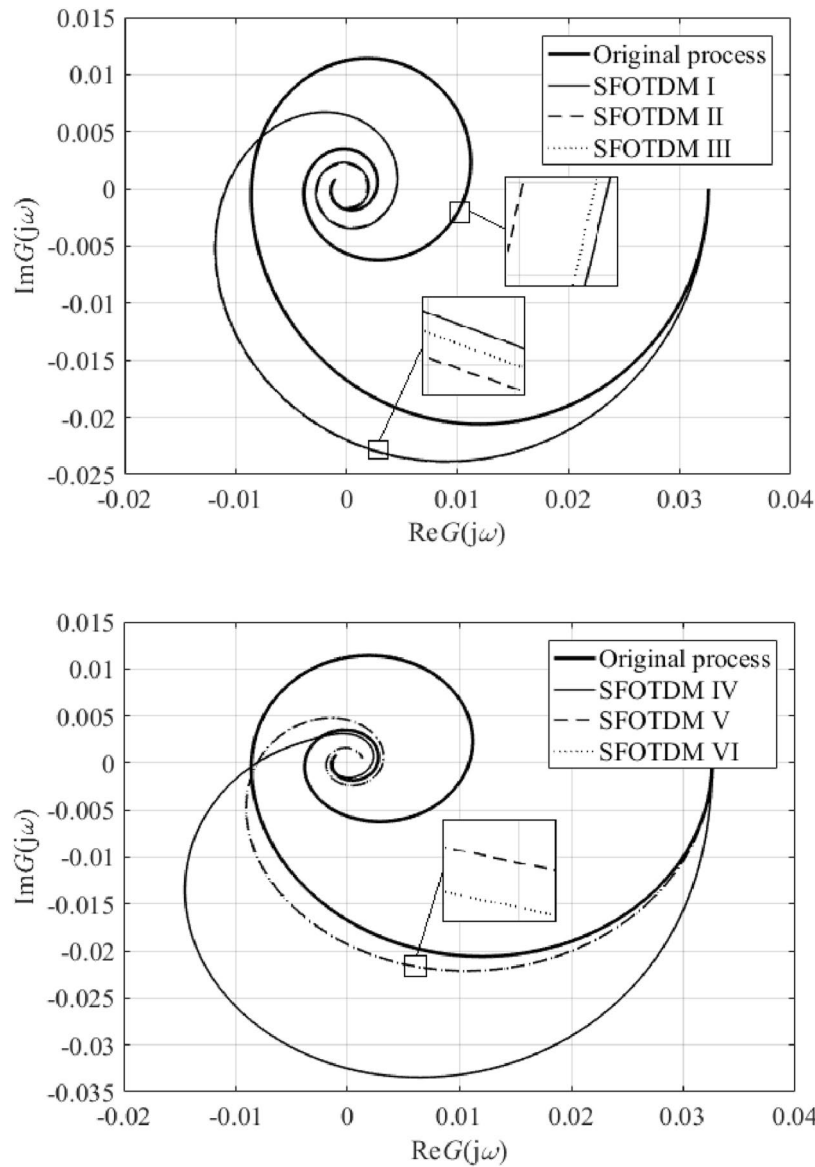 0.015
0.01
0.005
0
-0.005
-0.01
-0.015
-0.02
-0.025
ImG(jω)
Original process
SFOTDM I
SFOTDM II
SFOTDM III
-0.02
-0.01
0
0.01
0.02
0.03
0.04
ReG(jω)
0.015
0.01
0.005
0
-0.005
-0.01
-0.015
-0.02
-0.025
-0.03
-0.035
ImG(jω)
Original process
SFOTDM IV
SFOTDM V
SFOTDM VI
-0.02
-0.01
0
0.01
0.02
0.03
0.04
ReG(jω)